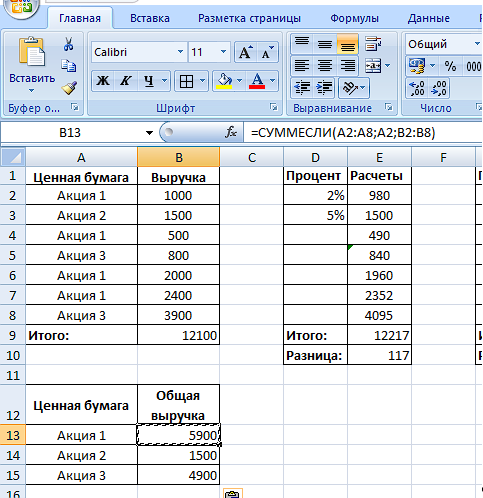 Главная Вставка Разметка страницы Формулы Данные
Calibri 11 Общий
Вставить Ж К Ч A % 000
Буфер о... Шрифт Выравнивание Число
B13 fx =СУММЕСЛИ(A2:A8;A2;B2:B8)
A B C D E F
1 Ценная бумага Выручка Процент Расчеты
2 Акция 1 1000 2% 980
3 Акция 2 1500 5% 1500
4 Акция 1 500 490
5 Акция 3 800 840
6 Акция 1 2000 1960
7 Акция 1 2400 2352
8 Акция 3 3900 4095
9 Итого: 12100 Итого: 12217
10 Разница: 117
11
12 Ценная бумага Общая
выручка
13 Акция 1 5900
14 Акция 2 1500
15 Акция 3 4900
16